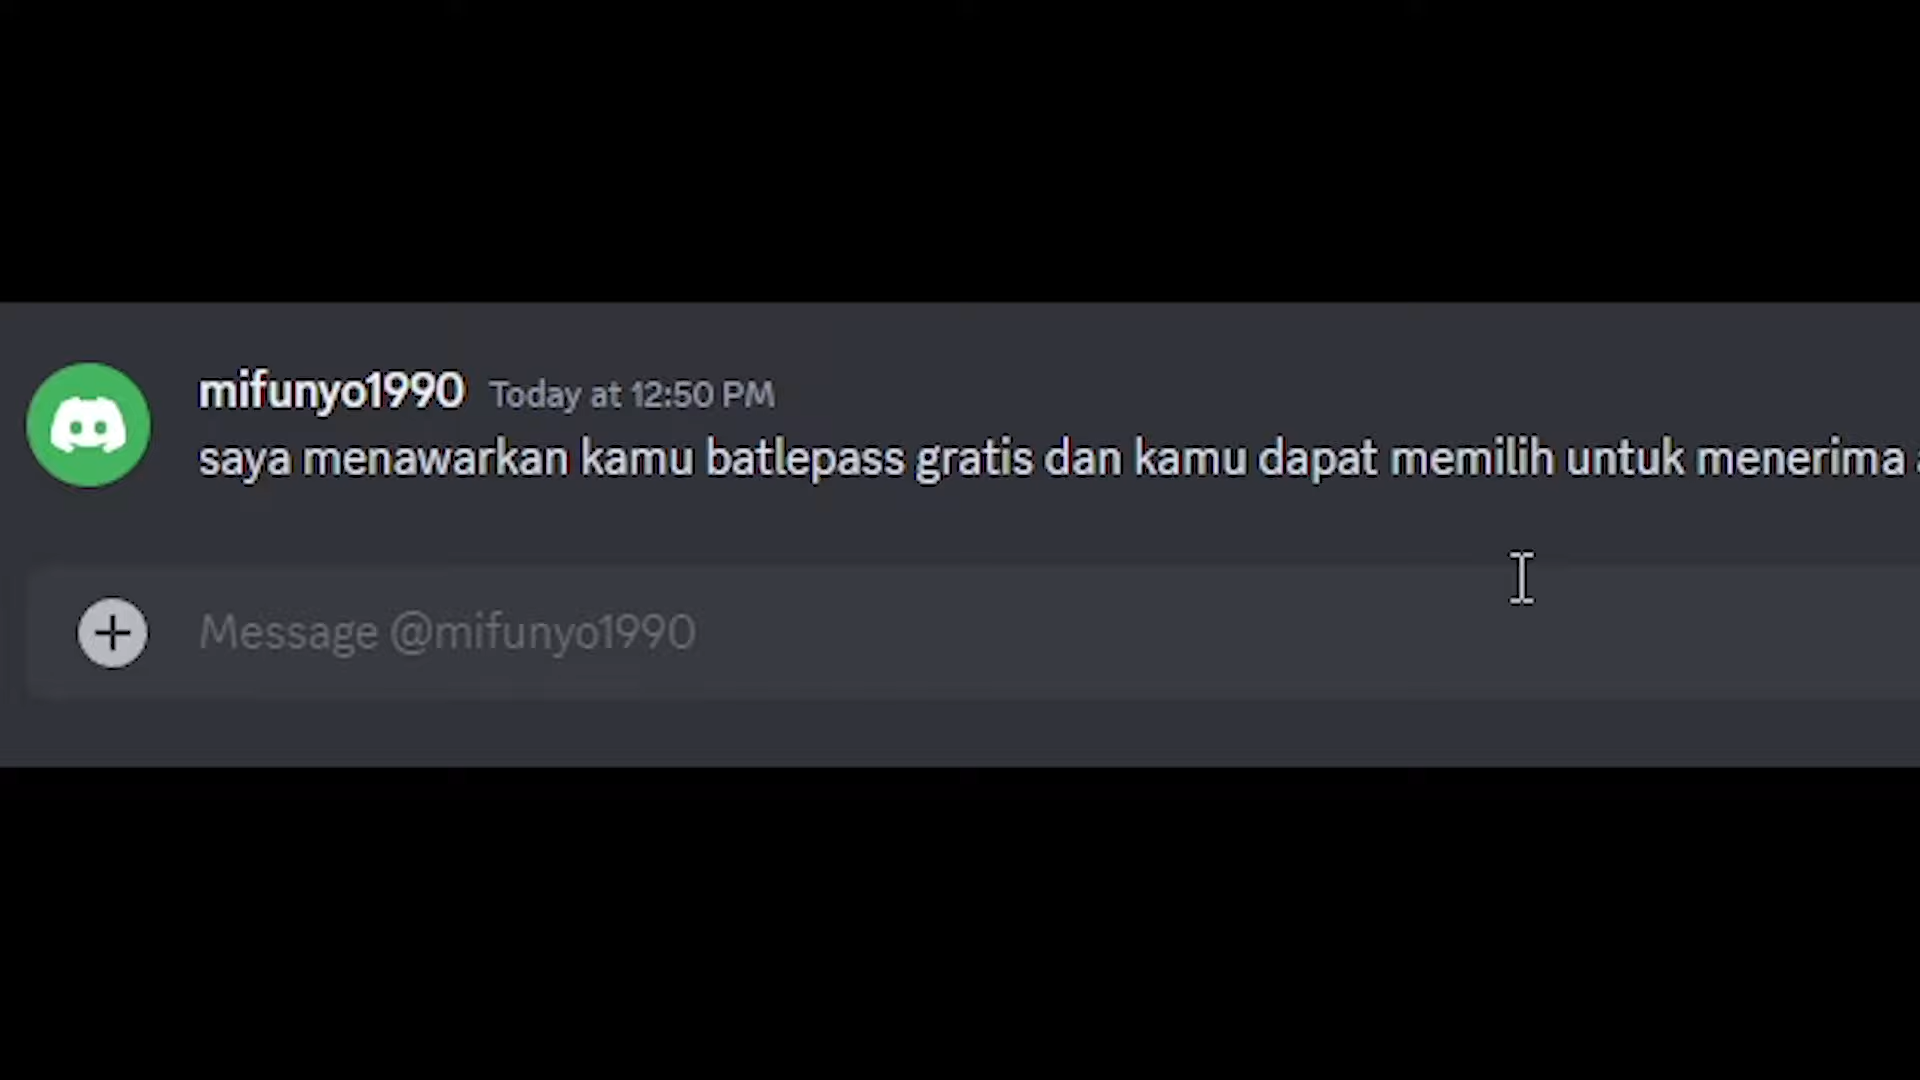 mifunyo1990 Today at 12:50 PM
saya menawarkan kamu batlepass gratis dan kamu dapat memilih untuk menerima
Message @mifunyo1990